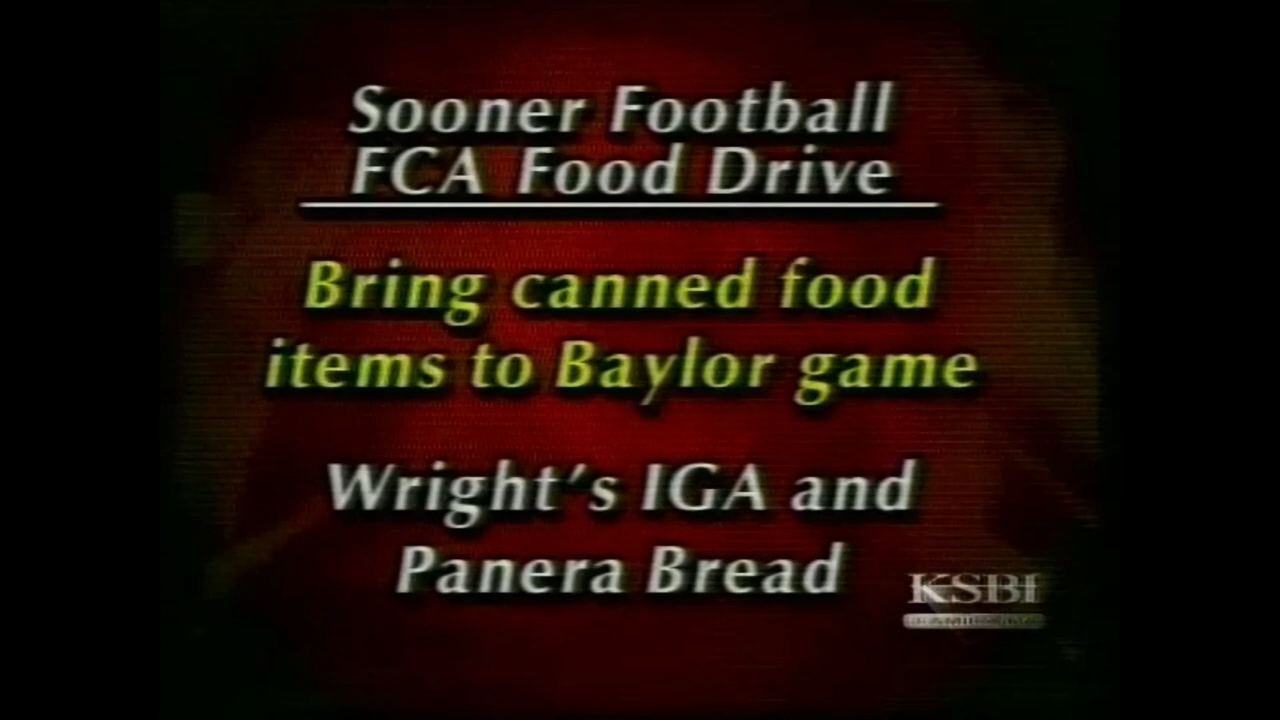 Sooner Football
FCA Food Drive
Bring canned food
items to Baylor game
Wright's IGA and
Panera Bread
KSBI